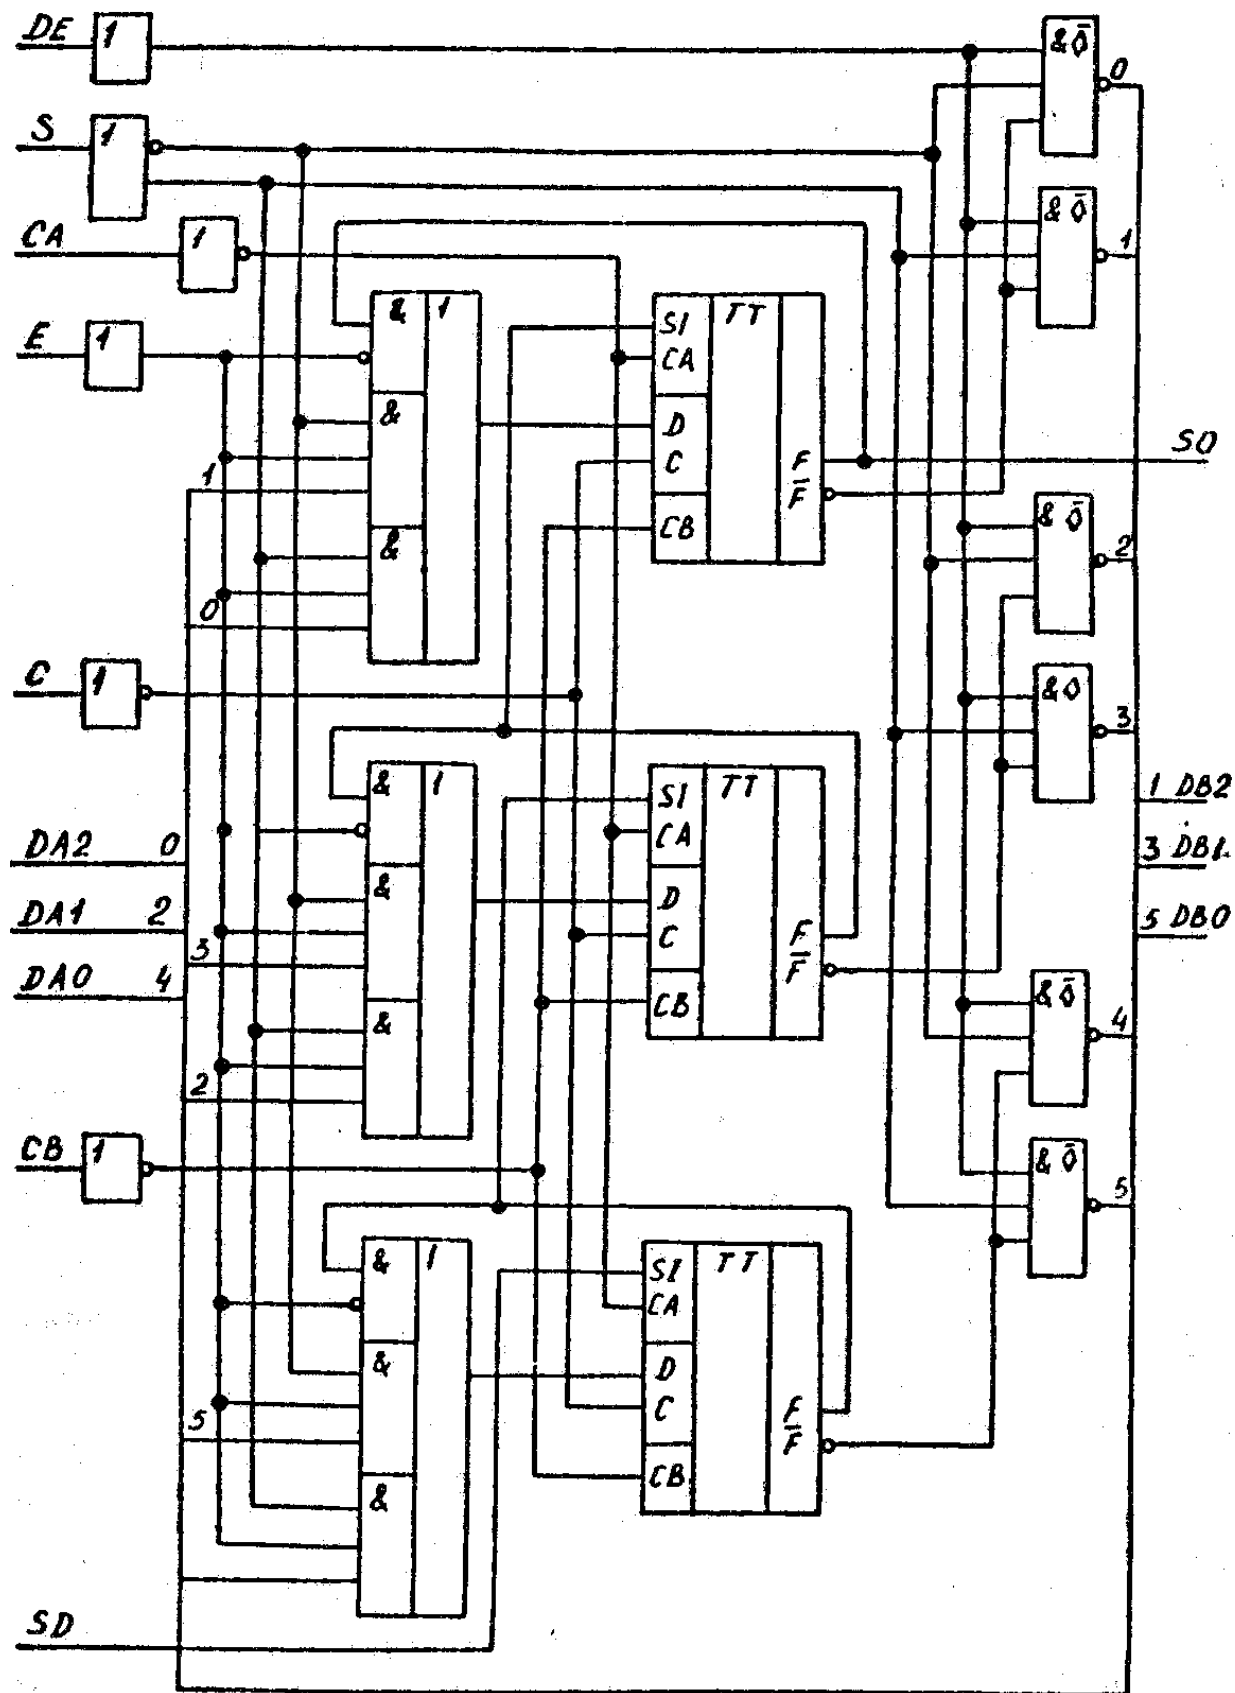 DE 1 & O̅ 0
S 1
CA 1 & O̅ 1
E 1 & 1 SI TT
CA
& D
1 C F SO
F̅
& CB & O̅ 2
0
C 1 & O 3
& 1 SI TT 1 DB2
CA
DA2 0 3 DB1
& D
DA1 2 C F 5 DB0
3 F̅
DA0 4 & CB & O̅ 4
2
CB 1 & O̅ 5
& 1 SI TT
CA
& D
5 C F
F̅
& CB
SD